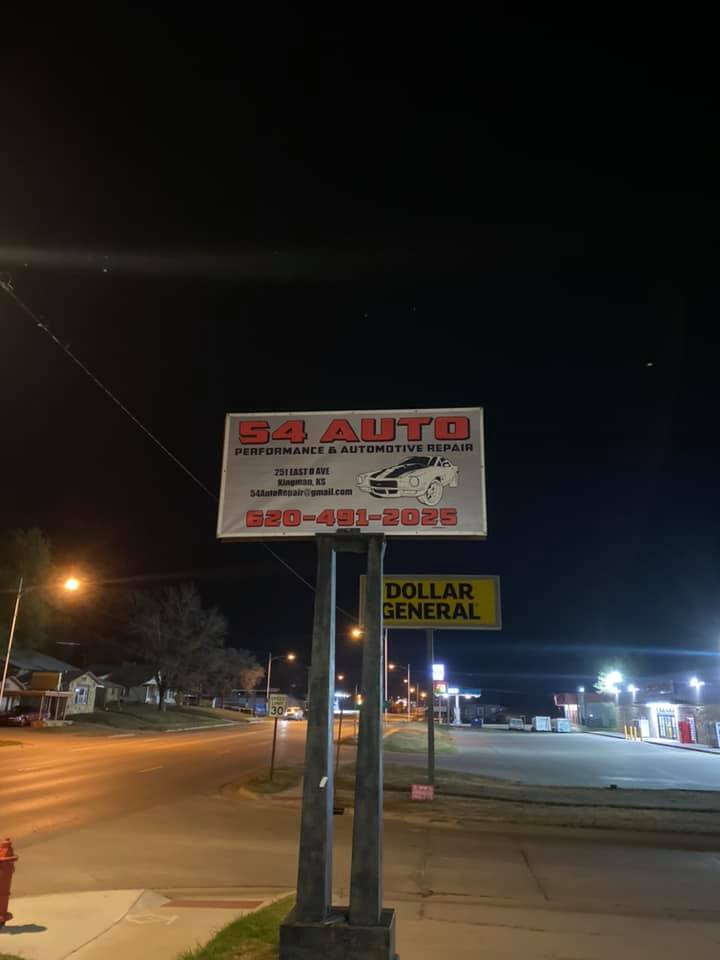 54 AUTO
PERFORMANCE & AUTOMOTIVE REPAIR
251 EAST D AVE
Kingman, KS
54AutoRepair@gmail.com
620-491-2025
DOLLAR
GENERAL
30